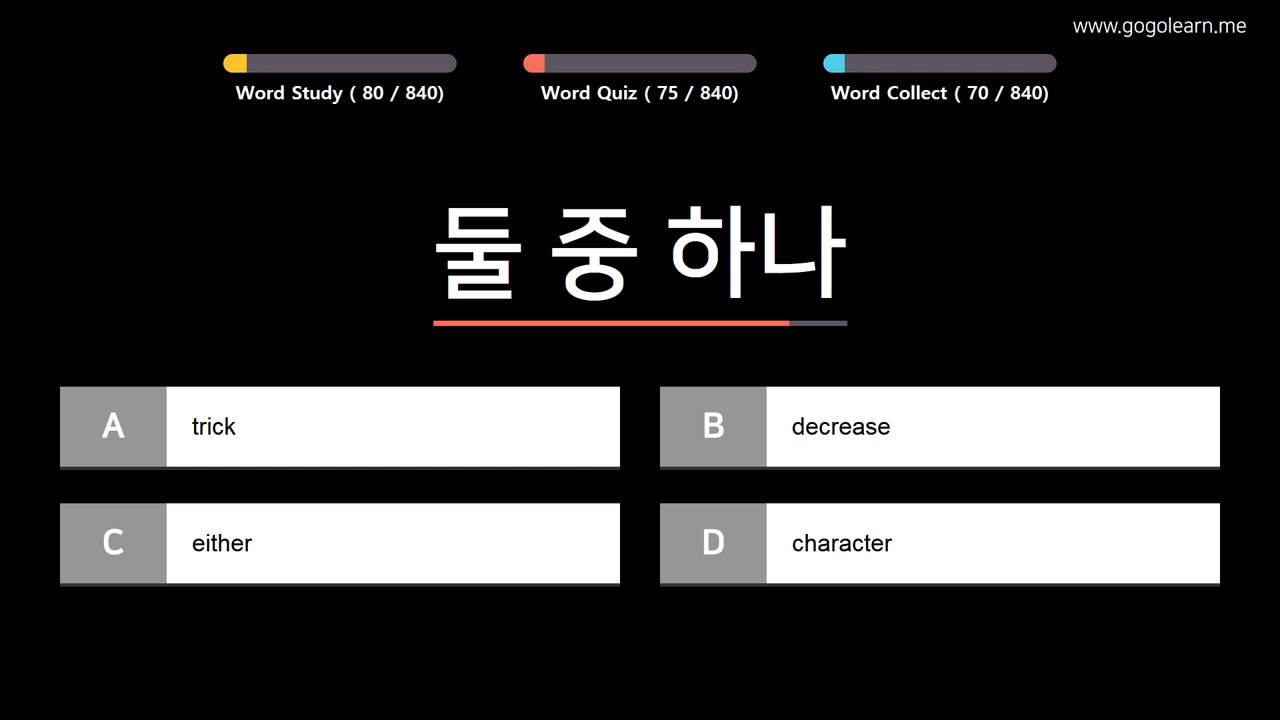 www.gogolearn.me
Word Study ( 80 / 840)
Word Quiz ( 75 / 840)
Word Collect ( 70 / 840)
둘 중 하나
A trick
B decrease
C either
D character